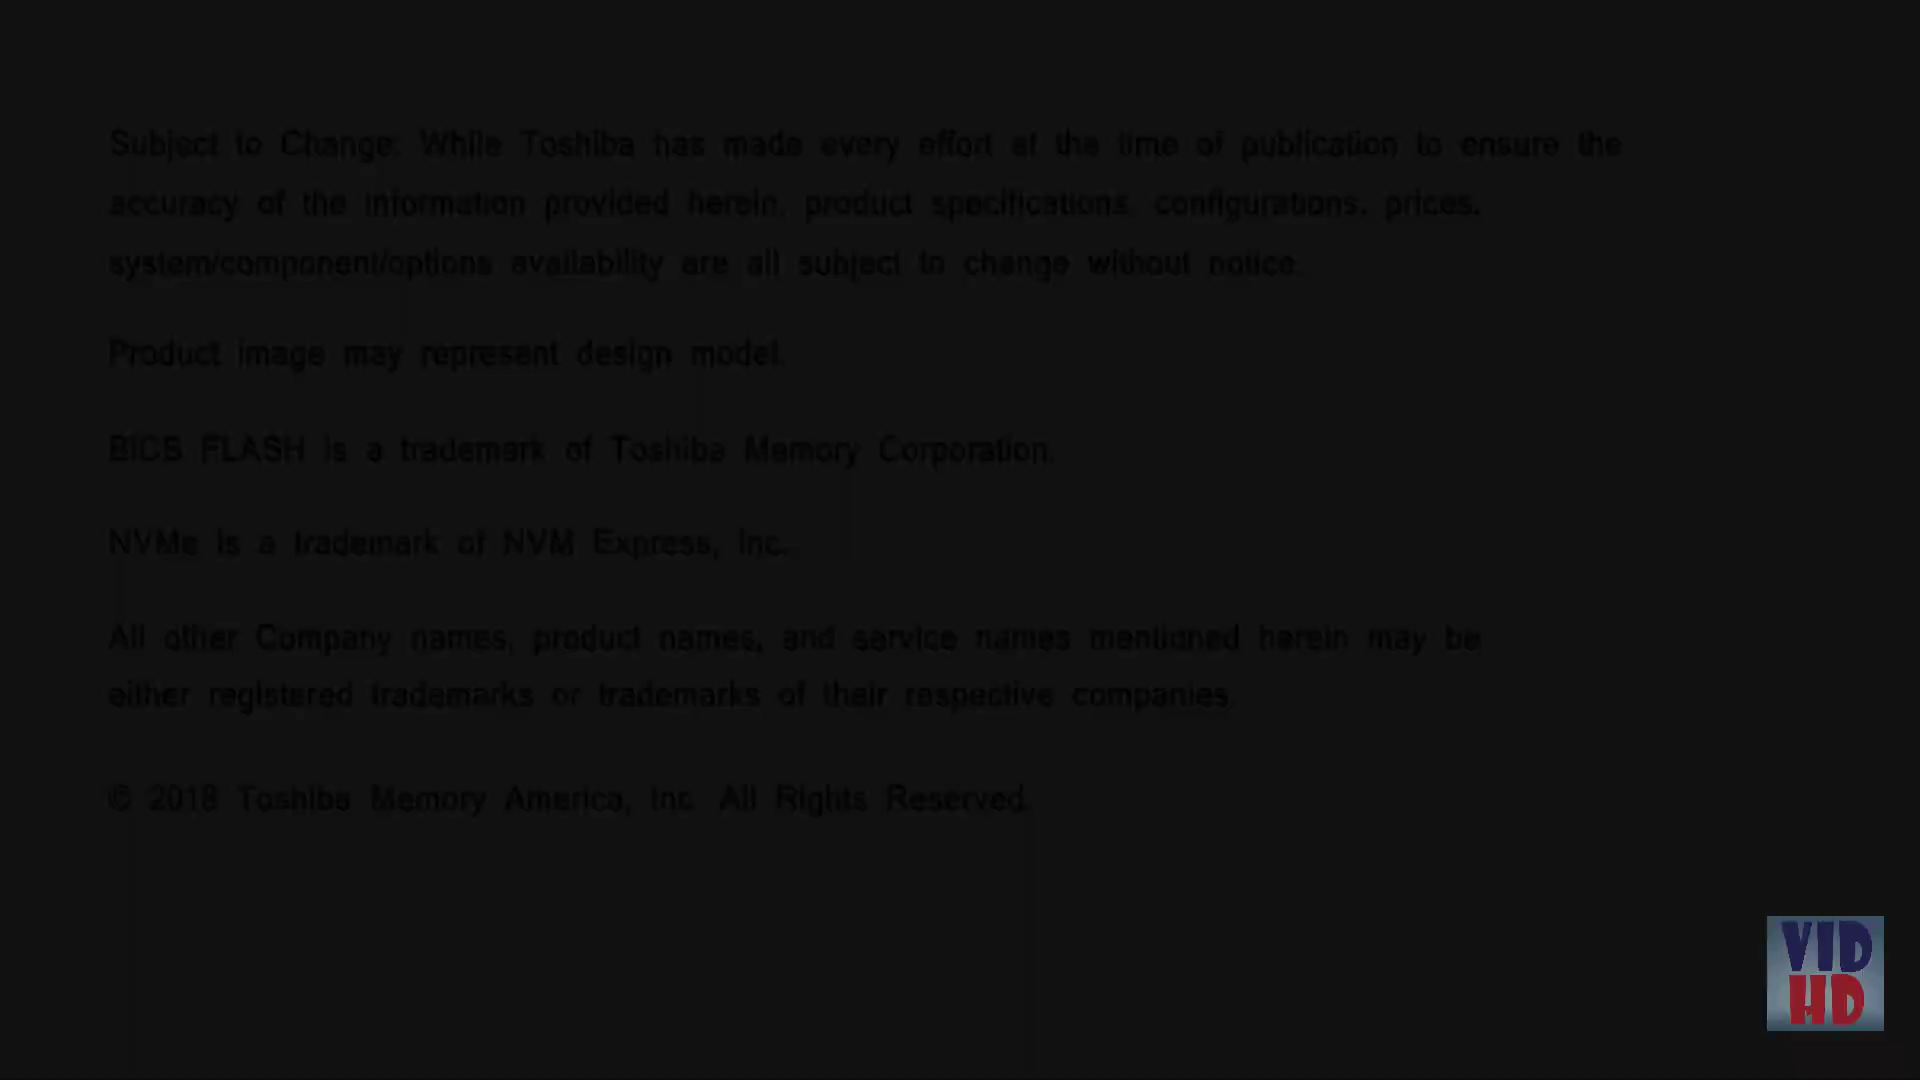 Subject to Change: While Toshiba has made every effort at the time of publication to ensure the
accuracy of the information provided herein, product specifications, configurations, prices,
system/component/options availability are all subject to change without notice.
Product image may represent design model.
BiCS FLASH is a trademark of Toshiba Memory Corporation.
NVMe is a trademark of NVM Express, Inc.
All other Company names, product names, and service names mentioned herein may be
either registered trademarks or trademarks of their respective companies.
© 2018 Toshiba Memory America, Inc. All Rights Reserved.
VID
HD